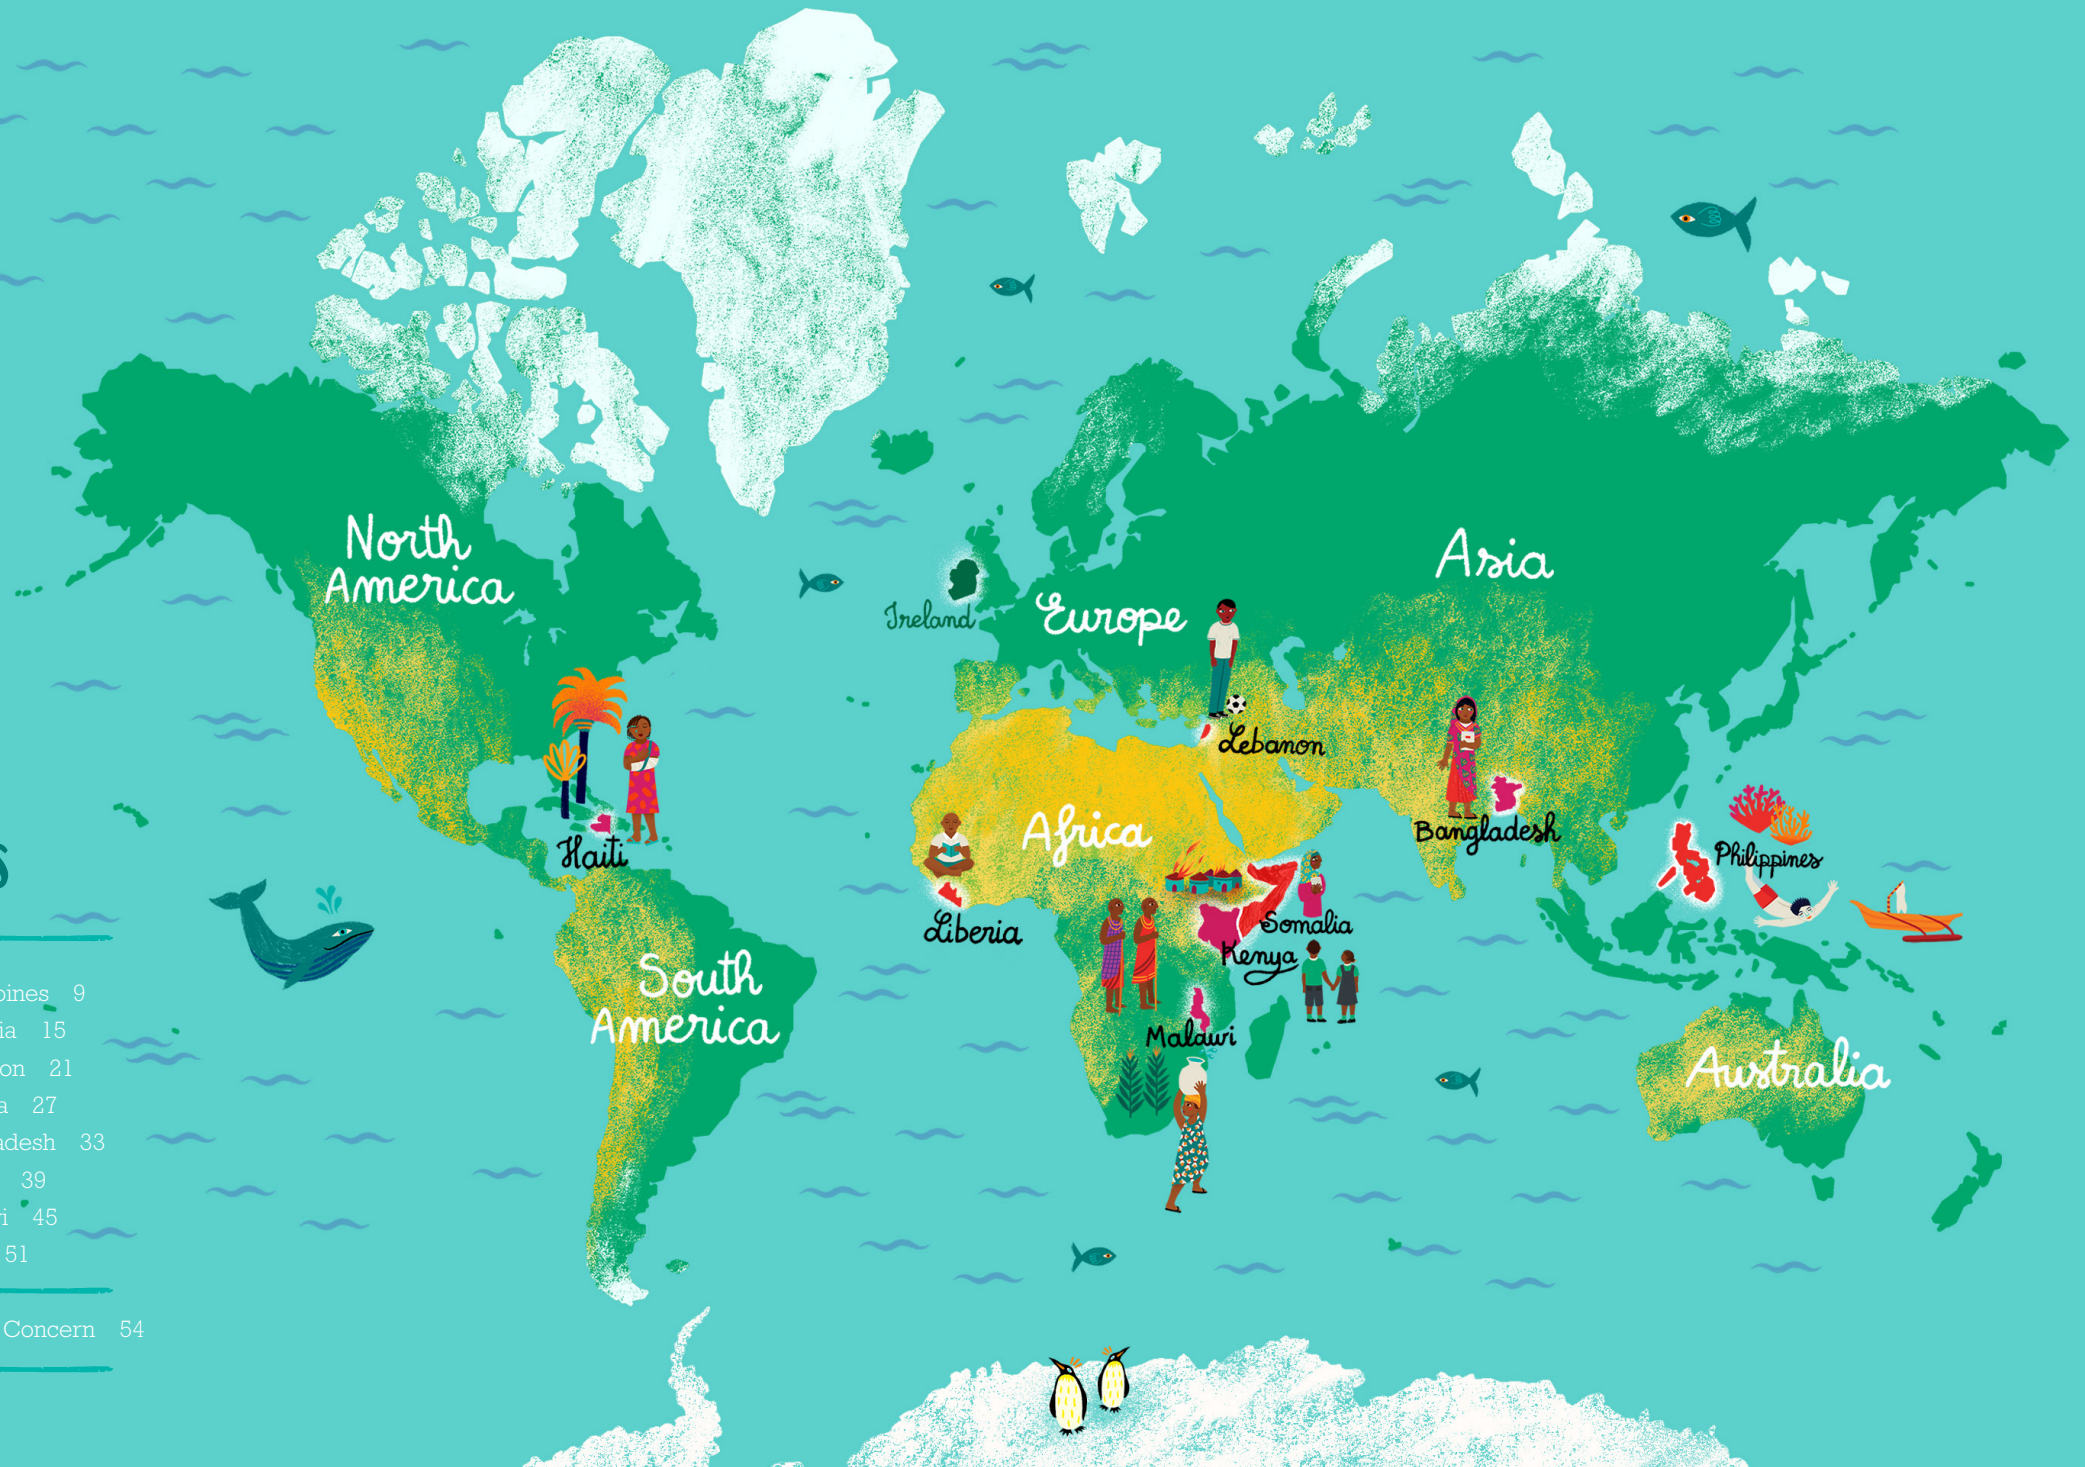 s
pines 9
ia 15
on 21
a 27
adesh 33
39
vi 45
51
Concern 54
North
America
Haiti
South
America
Ireland
Europe
Lebanon
Africa
Liberia
Somalia
Kenya
Malawi
Asia
Bangladesh
Philippines
Australia